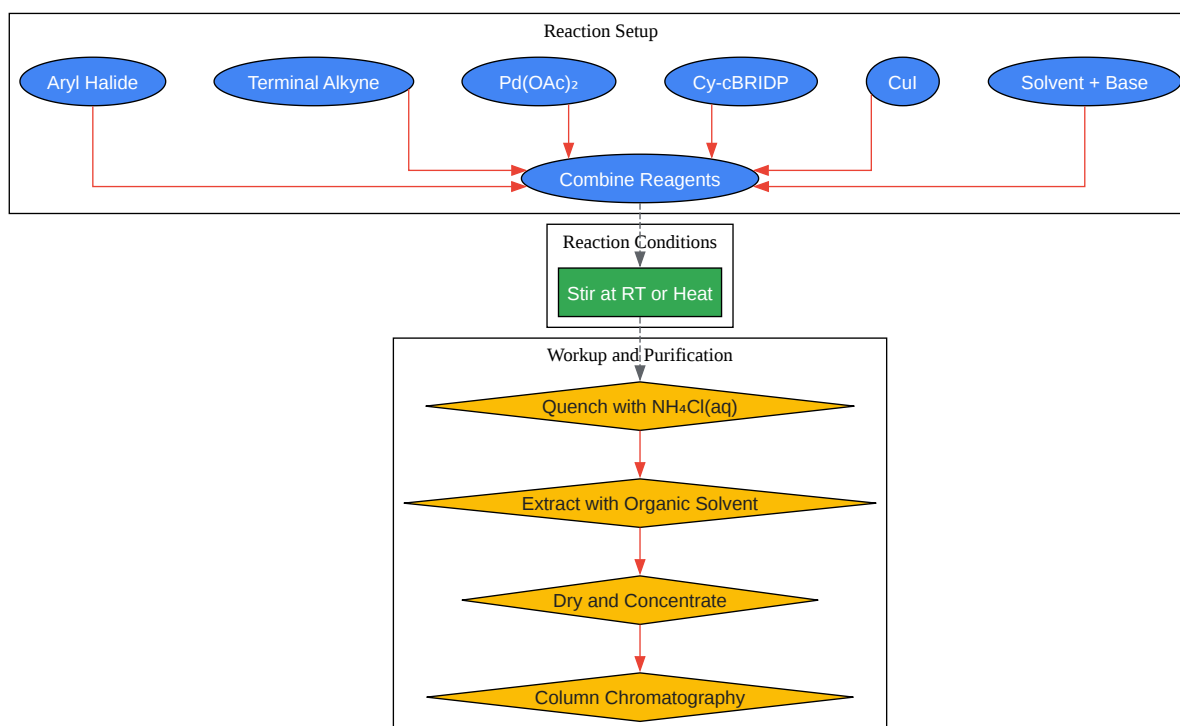 Reaction Setup
Aryl Halide
Terminal Alkyne
Pd(OAc)₂
Cy-cBRIDP
CuI
Solvent + Base
Combine Reagents
Reaction Conditions
Stir at RT or Heat
Workup and Purification
Quench with NH₄Cl(aq)
Extract with Organic Solvent
Dry and Concentrate
Column Chromatography